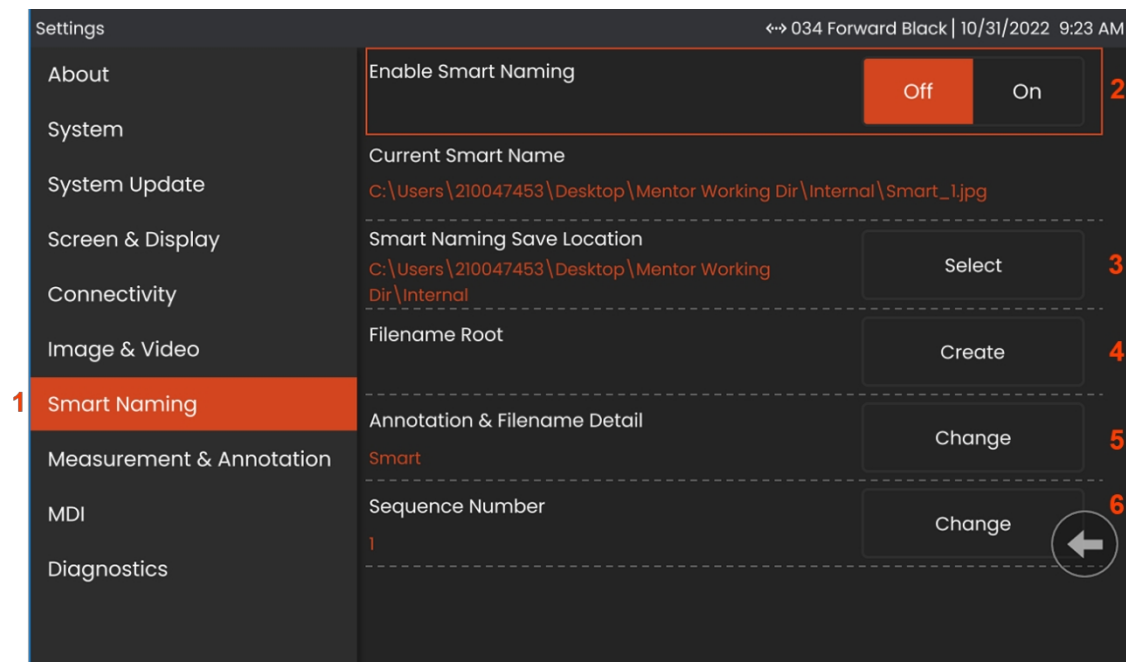 Settings
<··> 034 Forward Black | 10/31/2022 9:23 AM
About
System
System Update
Screen & Display
Connectivity
Image & Video
1 Smart Naming
Measurement & Annotation
MDI
Diagnostics
Enable Smart Naming
Off On 2
Current Smart Name
C:\Users\210047453\Desktop\Mentor Working Dir\Internal\Smart_1.jpg
Smart Naming Save Location
C:\Users\210047453\Desktop\Mentor Working
Dir\Internal
Select 3
Filename Root
Create 4
Annotation & Filename Detail
Smart
Change 5
Sequence Number
1
Change 6